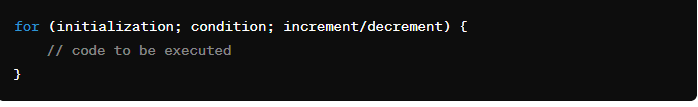 for (initialization; condition; increment/decrement) {
    // code to be executed
}